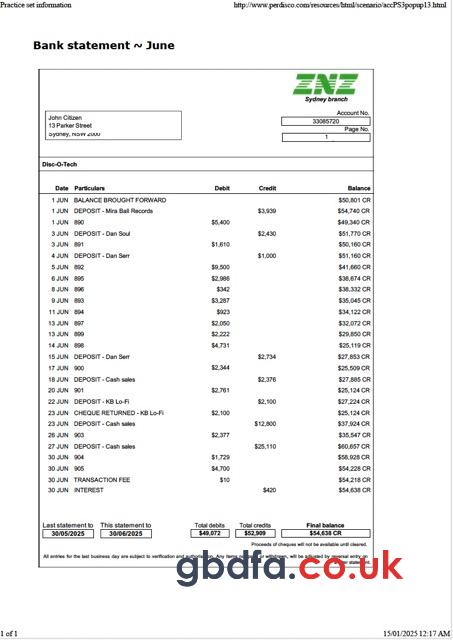 Practice set information http://www.perdisco.com/resources/html/scenario/accPS3popup13.html
Bank statement ~ June
ZNZ
Sydney branch
Account No.
33085720
Page No.
1
John Citizen
13 Parker Street
Sydney, NSW 2000
Disc-O-Tech
Date Particulars Debit Credit Balance
1 JUN BALANCE BROUGHT FORWARD $50,801 CR
1 JUN DEPOSIT - Mira Ball Records $3,939 $54,740 CR
1 JUN 890 $5,400 $49,340 CR
3 JUN DEPOSIT - Dan Soul $2,430 $51,770 CR
3 JUN 891 $1,610 $50,160 CR
4 JUN DEPOSIT - Dan Serr $1,000 $51,160 CR
5 JUN 892 $9,500 $41,660 CR
6 JUN 895 $2,986 $38,674 CR
8 JUN 896 $342 $38,332 CR
9 JUN 893 $3,287 $35,045 CR
11 JUN 894 $923 $34,122 CR
13 JUN 897 $2,050 $32,072 CR
13 JUN 899 $2,222 $29,850 CR
14 JUN 898 $4,731 $25,119 CR
15 JUN DEPOSIT - Dan Serr $2,734 $27,853 CR
17 JUN 900 $2,344 $25,509 CR
18 JUN DEPOSIT - Cash sales $2,376 $27,885 CR
20 JUN 901 $2,761 $25,124 CR
22 JUN DEPOSIT - KB Lo-Fi $2,100 $27,224 CR
23 JUN CHEQUE RETURNED - KB Lo-Fi $2,100 $25,124 CR
23 JUN DEPOSIT - Cash sales $12,800 $37,924 CR
26 JUN 903 $2,377 $35,547 CR
27 JUN DEPOSIT - Cash sales $25,110 $60,657 CR
30 JUN 904 $1,729 $58,928 CR
30 JUN 905 $4,700 $54,228 CR
30 JUN TRANSACTION FEE $10 $54,218 CR
30 JUN INTEREST $420 $54,638 CR
Last statement to This statement to Total debits Total credits Final balance
30/05/2025 30/06/2025 $49,072 $52,909 $54,638 CR
Proceeds of cheques will not be available until cleared.
All entries for the last business day are subject to verification and authorisation. Any items not paid, or withdrawn, will be adjusted by reversal entry on
statement.
gbdfa.co.uk
1 of 1 15/01/2025 12:17 AM